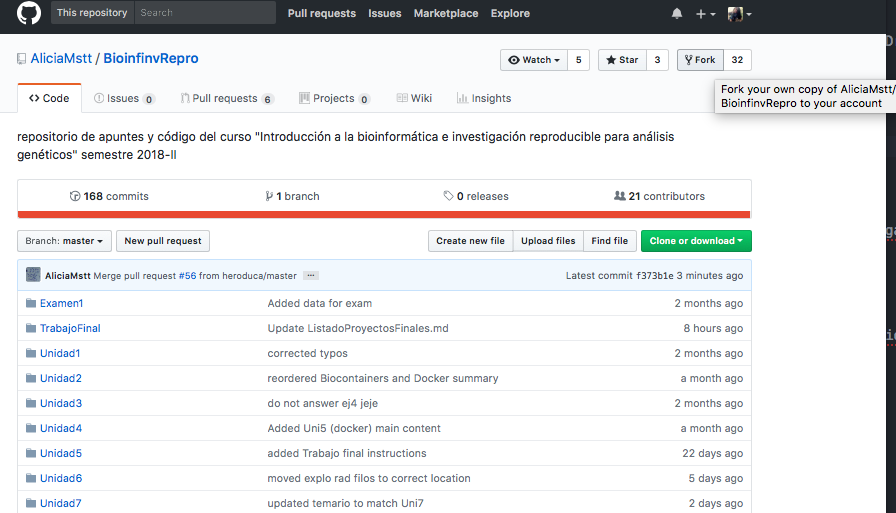 This repository Search Pull requests Issues Marketplace Explore
AliciaMstt / BioinfinvRepro Watch 5 Star 3 Fork 32
Fork your own copy of AliciaMstt/
BioinfinvRepro to your account
Code Issues 0 Pull requests 6 Projects 0 Wiki Insights
repositorio de apuntes y código del curso "Introducción a la bioinformática e investigación reproducible para análisis
genéticos" semestre 2018-II
168 commits 1 branch 0 releases 21 contributors
Branch: master New pull request Create new file Upload files Find file Clone or download
AliciaMstt Merge pull request #56 from heroduca/master ... Latest commit f373b1e 3 minutes ago
Examen1 Added data for exam 2 months ago
TrabajoFinal Update ListadoProyectosFinales.md 8 hours ago
Unidad1 corrected typos 2 months ago
Unidad2 reordered Biocontainers and Docker summary a month ago
Unidad3 do not answer ej4 jeje 2 months ago
Unidad4 Added Uni5 (docker) main content a month ago
Unidad5 added Trabajo final instructions 22 days ago
Unidad6 moved explo rad filos to correct location 5 days ago
Unidad7 updated temario to match Uni7 2 days ago